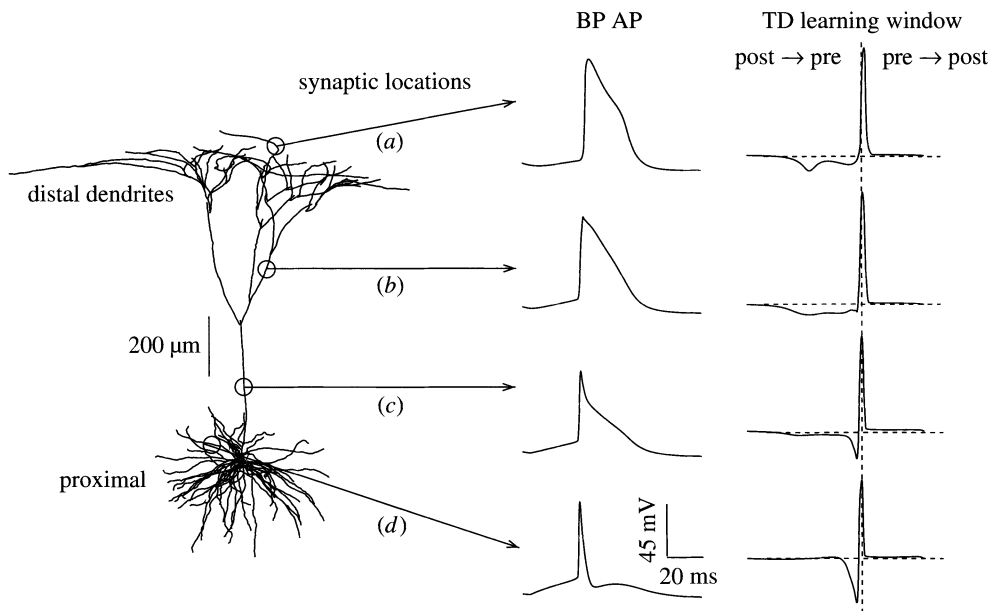 BP AP
TD learning window
post → pre
pre → post
synaptic locations
(a)
distal dendrites
(b)
200 µm
(c)
proximal
(d)
45 mV
20 ms